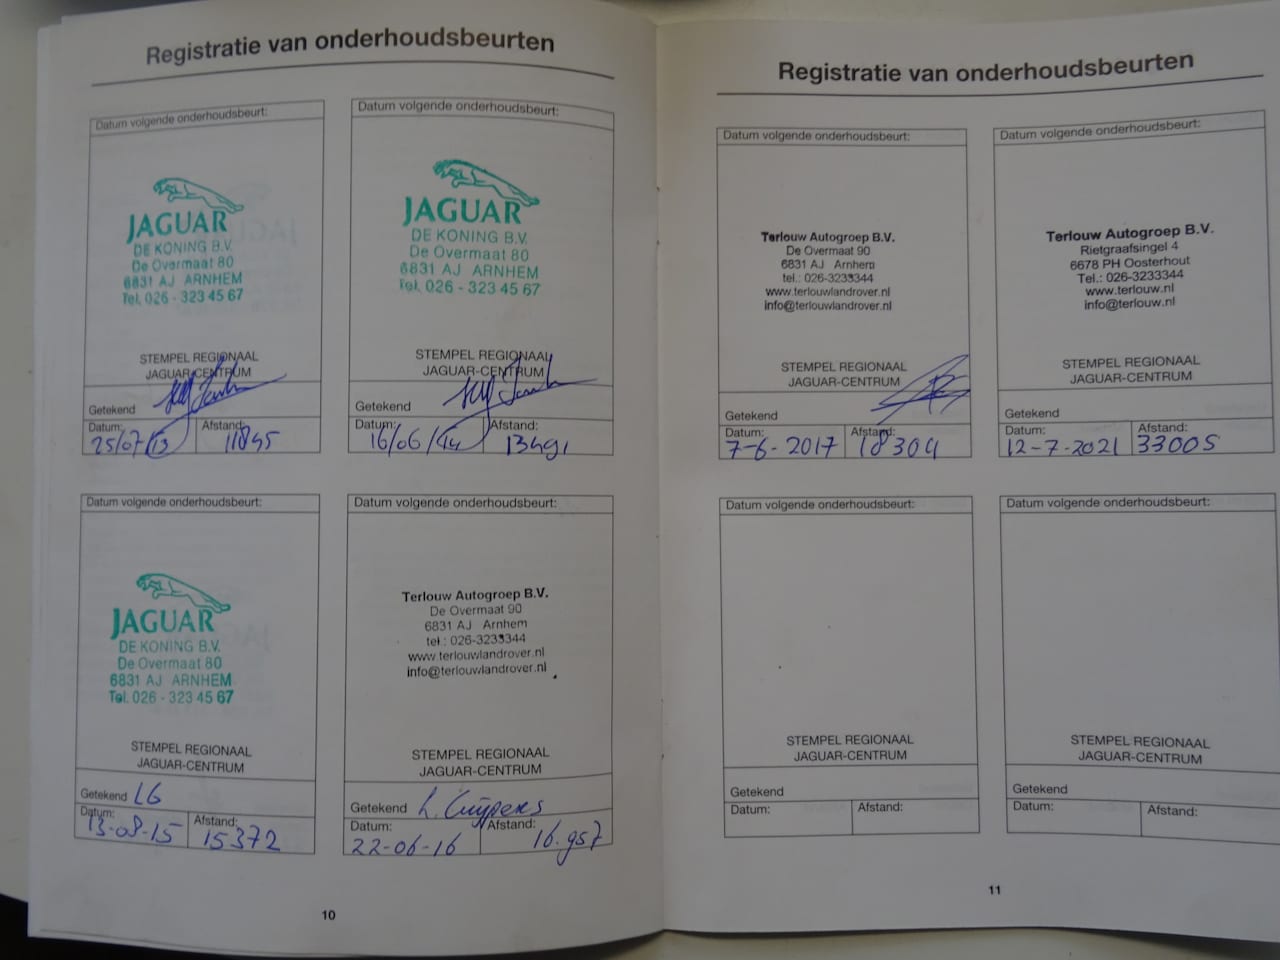 Registratie van onderhoudsbeurten
Datum volgende onderhoudsbeurt:
JAGUAR
DE KONING B.V.
De Overmaat 80
6831 AJ ARNHEM
Tel. 026 - 323 45 67
STEMPEL REGIONAAL
JAGUAR-CENTRUM
Getekend
Datum: Afstand:
25/07/13 11845
Datum volgende onderhoudsbeurt:
JAGUAR
DE KONING B.V.
De Overmaat 80
6831 AJ ARNHEM
Tel. 026 - 323 45 67
STEMPEL REGIONAAL
JAGUAR-CENTRUM
Getekend
Datum: Afstand:
16/06/14 13491
Datum volgende onderhoudsbeurt:
JAGUAR
DE KONING B.V.
De Overmaat 80
6831 AJ ARNHEM
Tel. 026 - 323 45 67
STEMPEL REGIONAAL
JAGUAR-CENTRUM
Getekend LG
Datum: Afstand:
13-08-15 15372
Datum volgende onderhoudsbeurt:
Terlouw Autogroep B.V.
De Overmaat 90
6831 AJ Arnhem
tel.: 026-3233344
www.terlouwlandrover.nl
info@terlouwlandrover.nl
STEMPEL REGIONAAL
JAGUAR-CENTRUM
Getekend L. Cuijpers
Datum: Afstand:
22-06-16 16.957
10
Registratie van onderhoudsbeurten
Datum volgende onderhoudsbeurt:
Terlouw Autogroep B.V.
De Overmaat 90
6831 AJ Arnhem
tel.: 026-3233344
www.terlouwlandrover.nl
info@terlouwlandrover.nl
STEMPEL REGIONAAL
JAGUAR-CENTRUM
Getekend
Datum: Afstand:
7-6-2017 18304
Datum volgende onderhoudsbeurt:
Terlouw Autogroep B.V.
Rietgraafsingel 4
6678 PH Oosterhout
Tel.: 026-3233344
www.terlouw.nl
info@terlouw.nl
STEMPEL REGIONAAL
JAGUAR-CENTRUM
Getekend
Datum: Afstand:
12-7-2021 33005
Datum volgende onderhoudsbeurt:
STEMPEL REGIONAAL
JAGUAR-CENTRUM
Getekend
Datum: Afstand:
Datum volgende onderhoudsbeurt:
STEMPEL REGIONAAL
JAGUAR-CENTRUM
Getekend
Datum: Afstand:
11